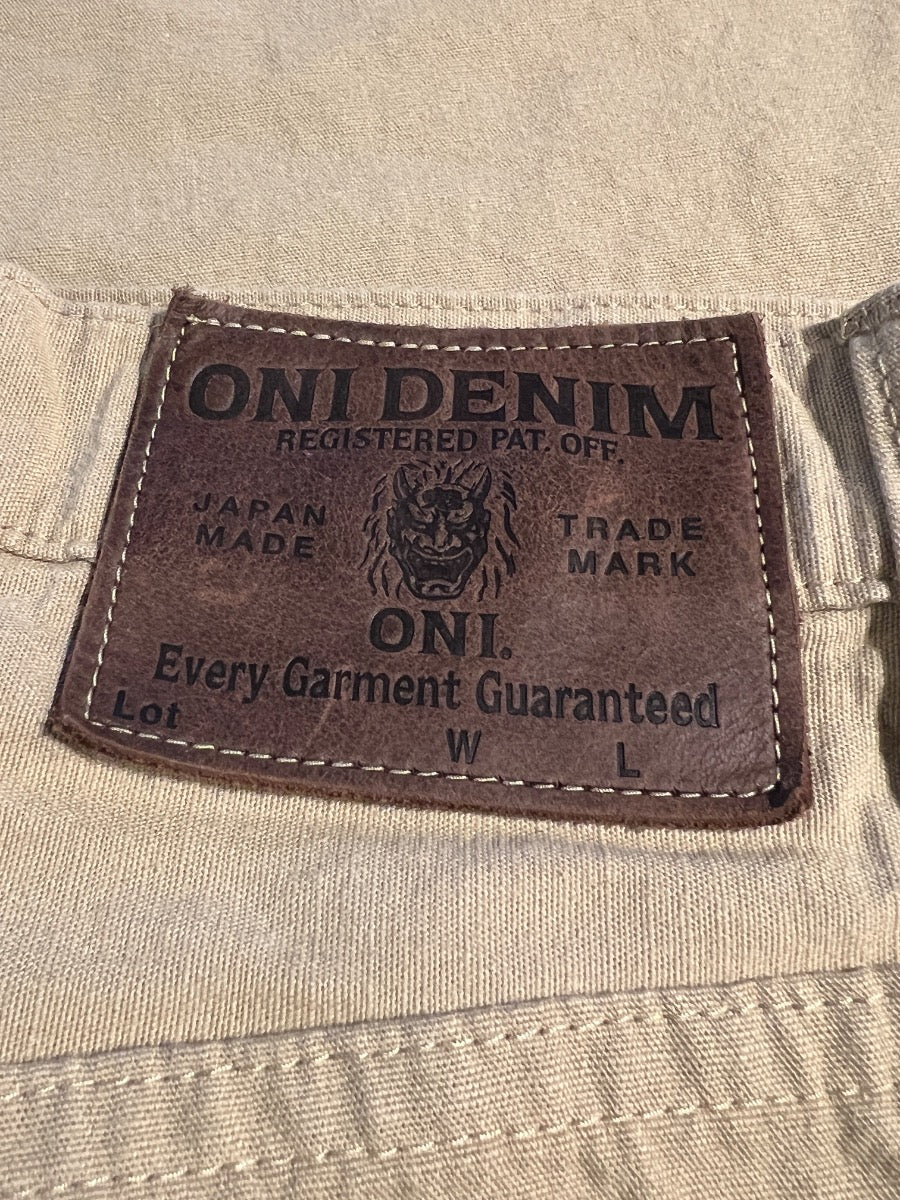 ONI DENIM
REGISTERED PAT. OFF.
JAPAN
MADE
TRADE
MARK
ONI.
Every Garment Guaranteed
Lot W L